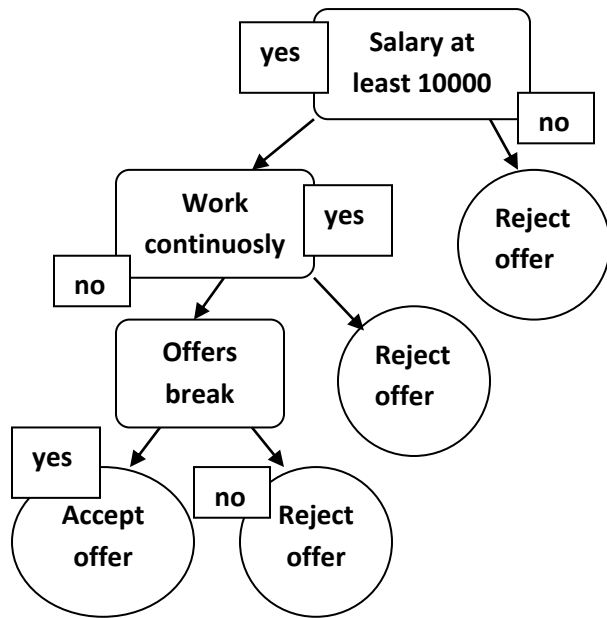 yes
Salary at
least 10000
no
Work
continuosly
yes
Reject
offer
no
Offers
break
Reject
offer
yes
Accept
offer
no
Reject
offer